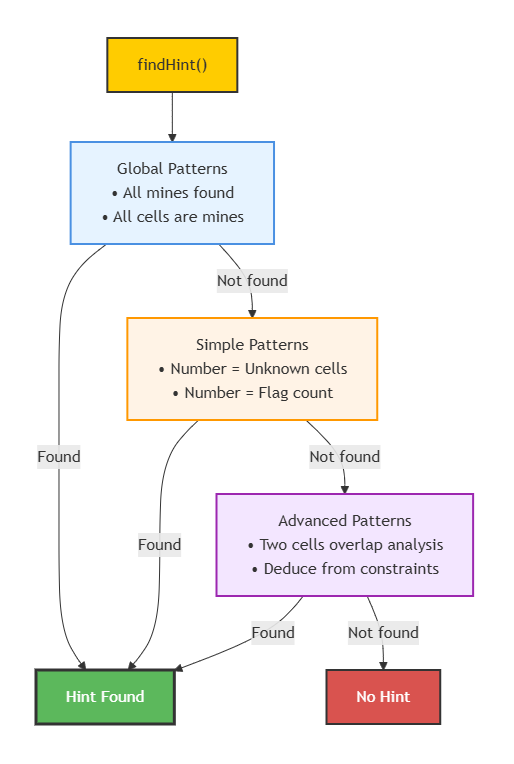 findHint()
Global Patterns
• All mines found
• All cells are mines
Not found
Simple Patterns
• Number = Unknown cells
• Number = Flag count
Found
Not found
Advanced Patterns
• Two cells overlap analysis
• Deduce from constraints
Found
Found
Not found
Hint Found
No Hint